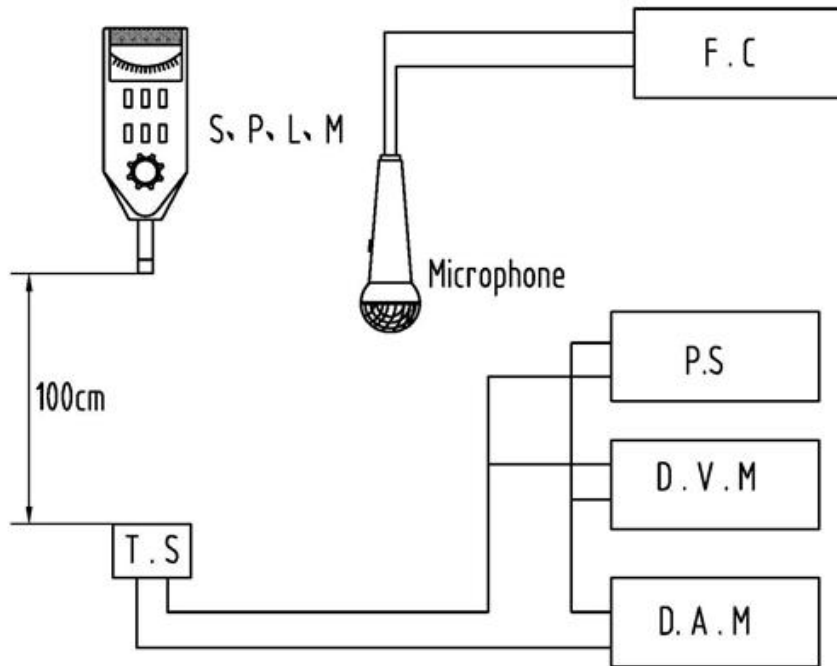 F.C
S、P、L、M
Microphone
P.S
100cm
D.V.M
T.S
D.A.M